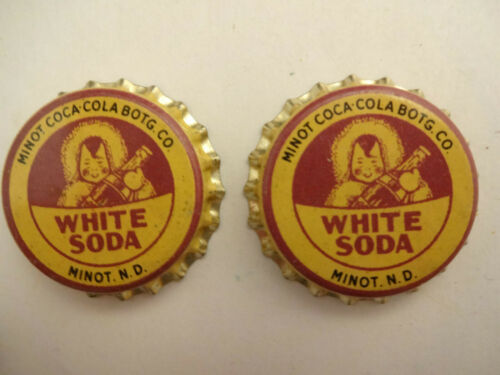 MINOT COCA-COLA BOTG. CO.
WHITE
SODA
MINOT. N.D.
MINOT COCA-COLA BOTG. CO.
WHITE
SODA
MINOT. N.D.